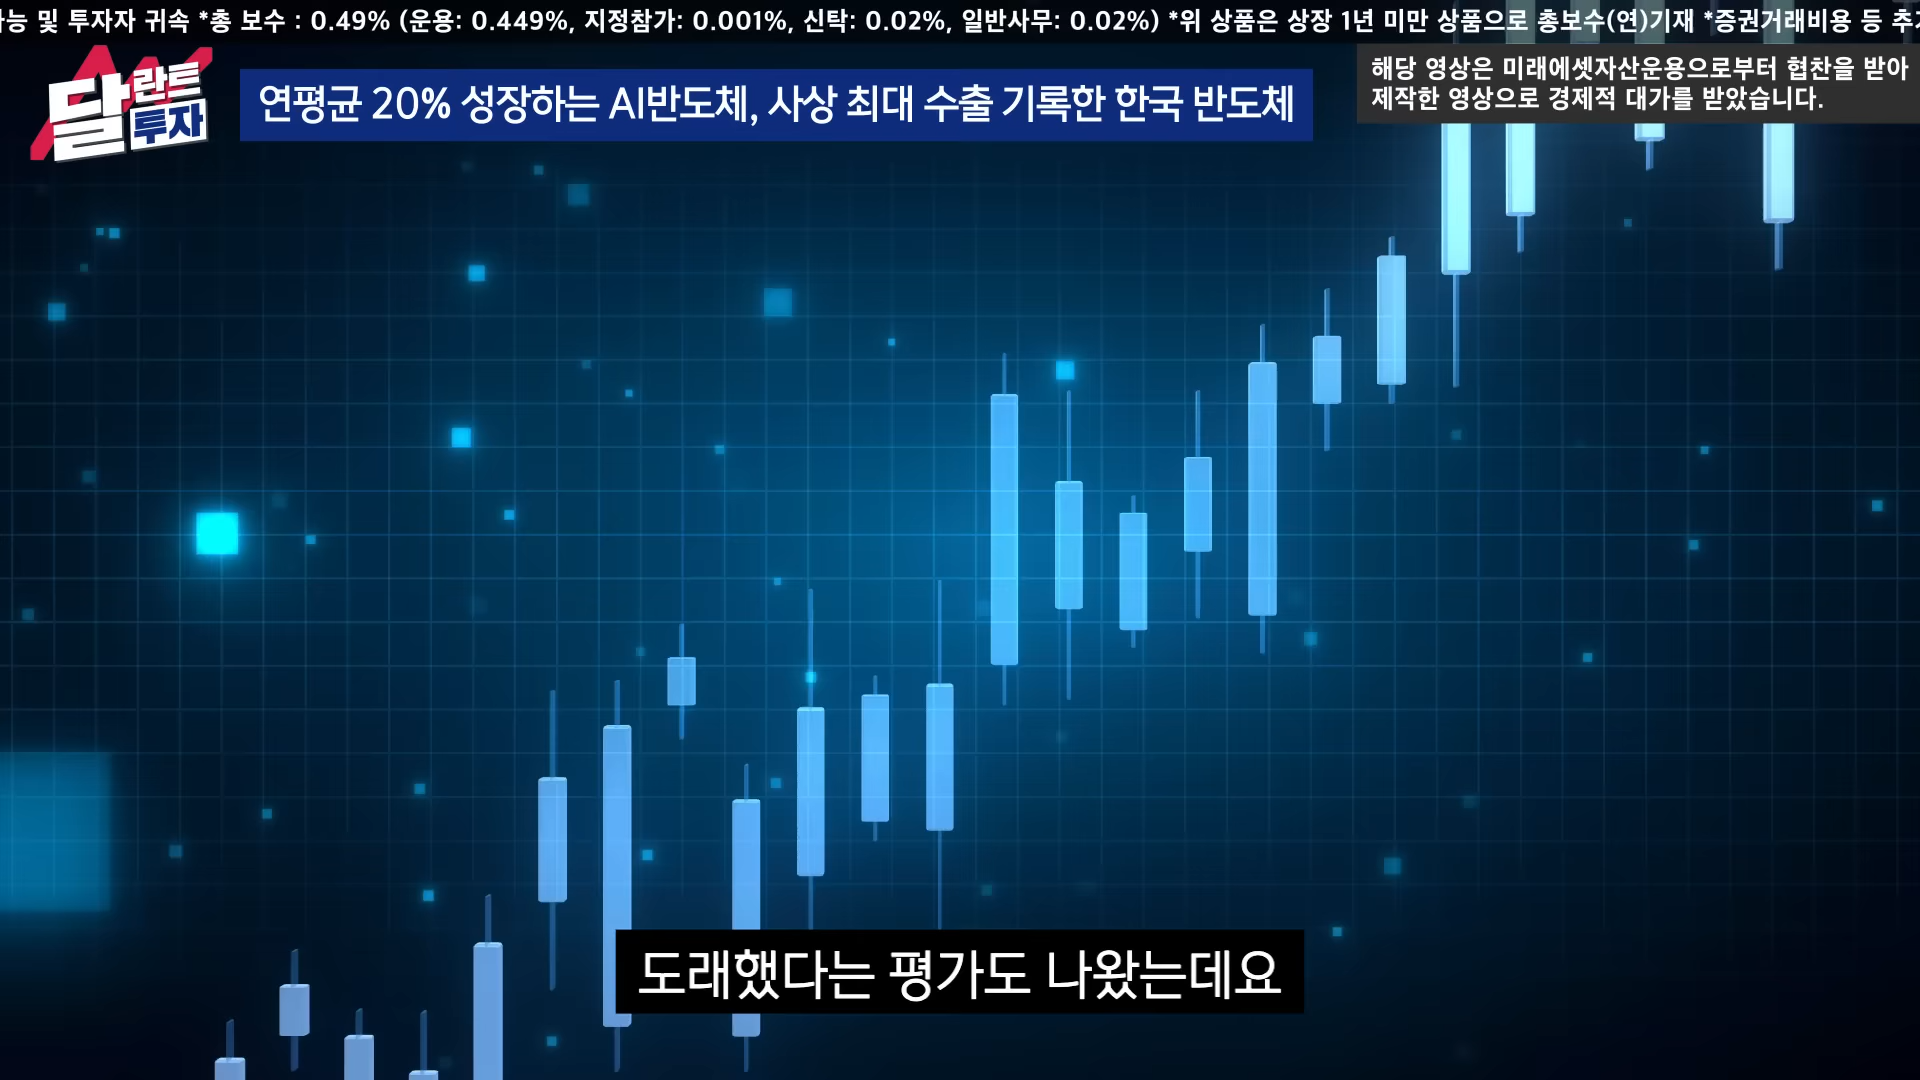 능 및 투자자 귀속 *총 보수 : 0.49% (운용: 0.449%, 지정참가: 0.001%, 신탁: 0.02%, 일반사무: 0.02%) *위 상품은 상장 1년 미만 상품으로 총보수(연)기재 *증권거래비용 등 추
달란트
투자
연평균 20% 성장하는 AI반도체, 사상 최대 수출 기록한 한국 반도체
해당 영상은 미래에셋자산운용으로부터 협찬을 받아
제작한 영상으로 경제적 대가를 받았습니다.
도래했다는 평가도 나왔는데요